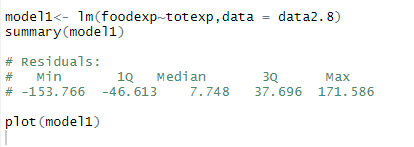 model1<- lm(foodexp~totexp,data = data2.8)
summary(model1)
# Residuals:
#   Min       1Q   Median       3Q      Max
# -153.766  -46.613    7.748   37.696  171.586
plot(model1)